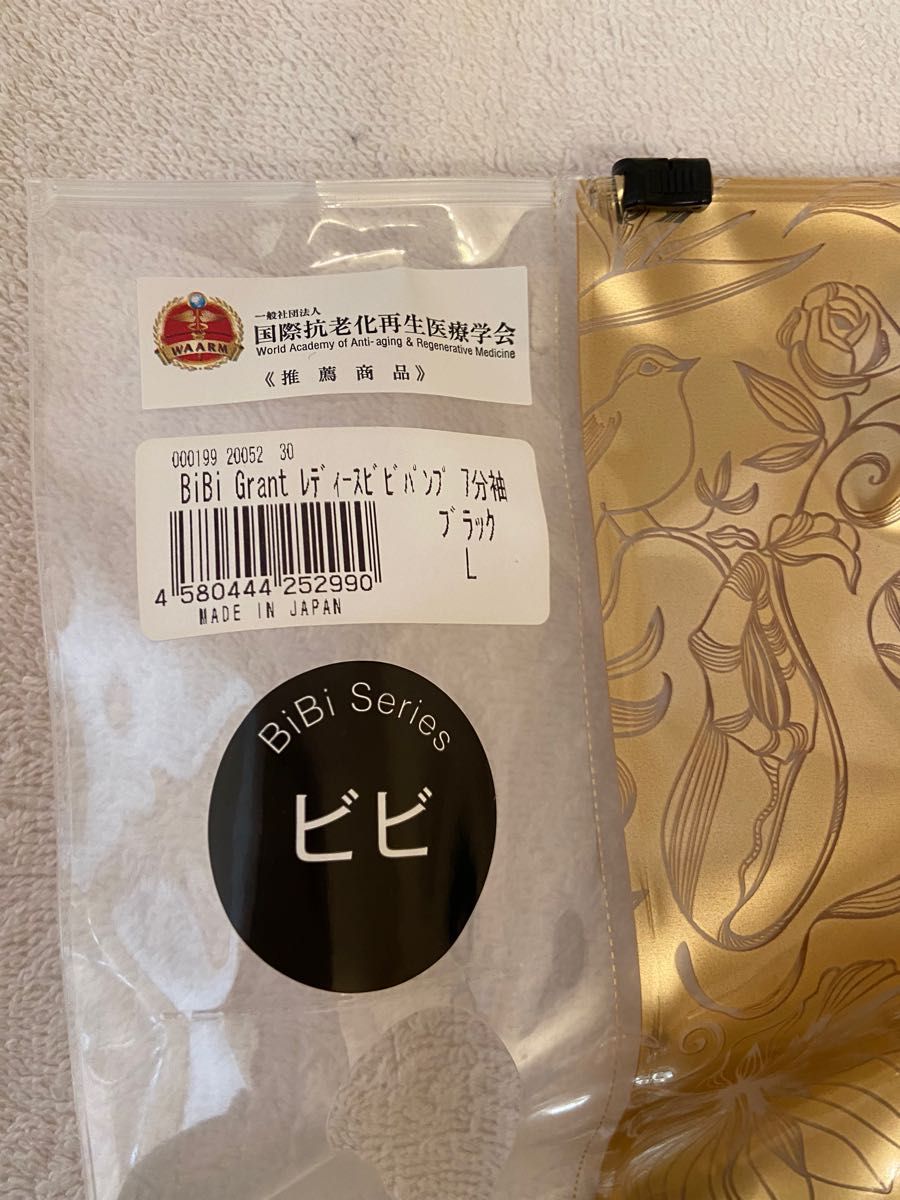 一般社団法人
国際抗老化再生医療学会
World Academy of Anti-aging & Regenerative Medicine
WAARM
《推薦商品》
000199 20052 30
BiBi Grant ﾚﾃﾞｨｰｽﾋﾞﾋﾞﾊﾟﾝﾌﾟ 7分袖
ﾌﾞﾗｯｸ
L
4 580444 252990
MADE IN JAPAN
BiBi Series
ビビ